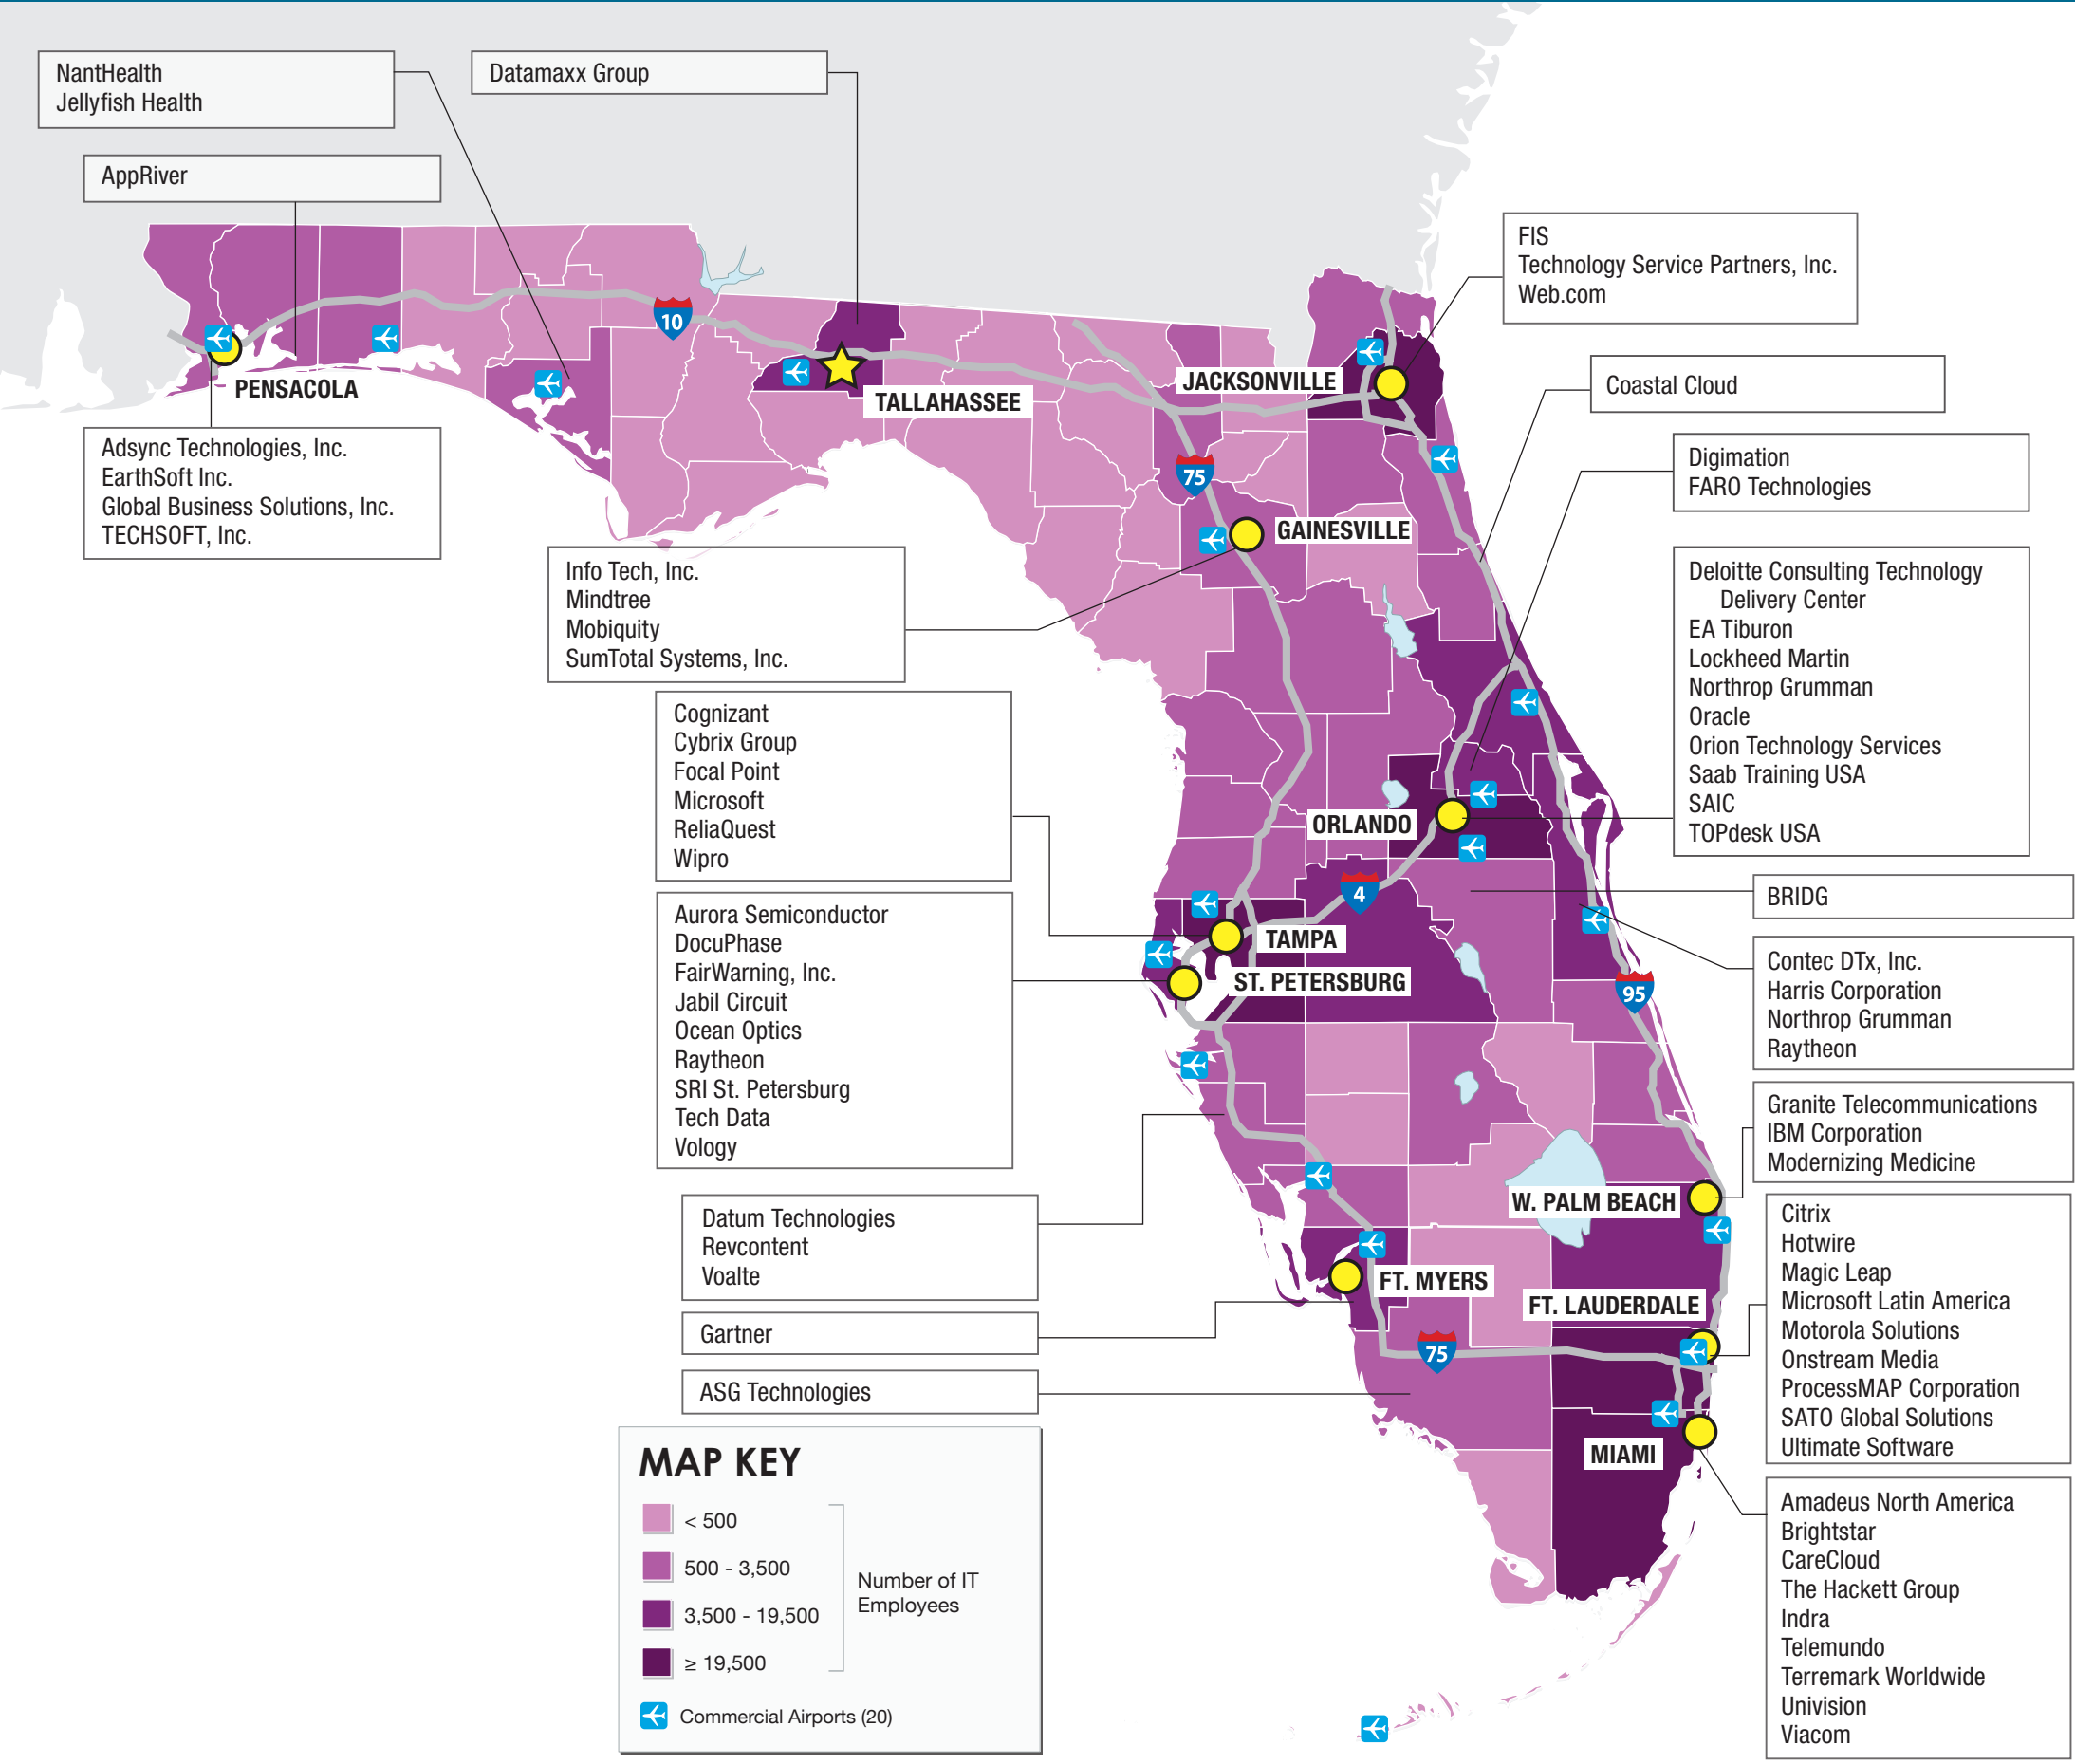 NantHealth
Jellyfish Health
Datamaxx Group
AppRiver
FIS
Technology Service Partners, Inc.
Web.com
10
PENSACOLA
TALLAHASSEE
JACKSONVILLE
Coastal Cloud
Adsync Technologies, Inc.
EarthSoft Inc.
Global Business Solutions, Inc.
TECHSOFT, Inc.
75
Digimation
FARO Technologies
GAINESVILLE
Info Tech, Inc.
Mindtree
Mobiquity
SumTotal Systems, Inc.
Deloitte Consulting Technology
Delivery Center
EA Tiburon
Lockheed Martin
Northrop Grumman
Oracle
Orion Technology Services
Saab Training USA
SAIC
TOPdesk USA
Cognizant
Cybrix Group
Focal Point
Microsoft
ReliaQuest
Wipro
ORLANDO
4
BRIDG
Aurora Semiconductor
DocuPhase
FairWarning, Inc.
Jabil Circuit
Ocean Optics
Raytheon
SRI St. Petersburg
Tech Data
Vology
TAMPA
ST. PETERSBURG
95
Contec DTx, Inc.
Harris Corporation
Northrop Grumman
Raytheon
Granite Telecommunications
IBM Corporation
Modernizing Medicine
W. PALM BEACH
Datum Technologies
Revcontent
Voalte
Citrix
Hotwire
Magic Leap
Microsoft Latin America
Motorola Solutions
Onstream Media
ProcessMAP Corporation
SATO Global Solutions
Ultimate Software
FT. MYERS
FT. LAUDERDALE
Gartner
75
ASG Technologies
MIAMI
Amadeus North America
Brightstar
CareCloud
The Hackett Group
Indra
Telemundo
Terremark Worldwide
Univision
Viacom
MAP KEY
< 500
500 - 3,500
3,500 - 19,500
≥ 19,500
Number of IT
Employees
Commercial Airports (20)